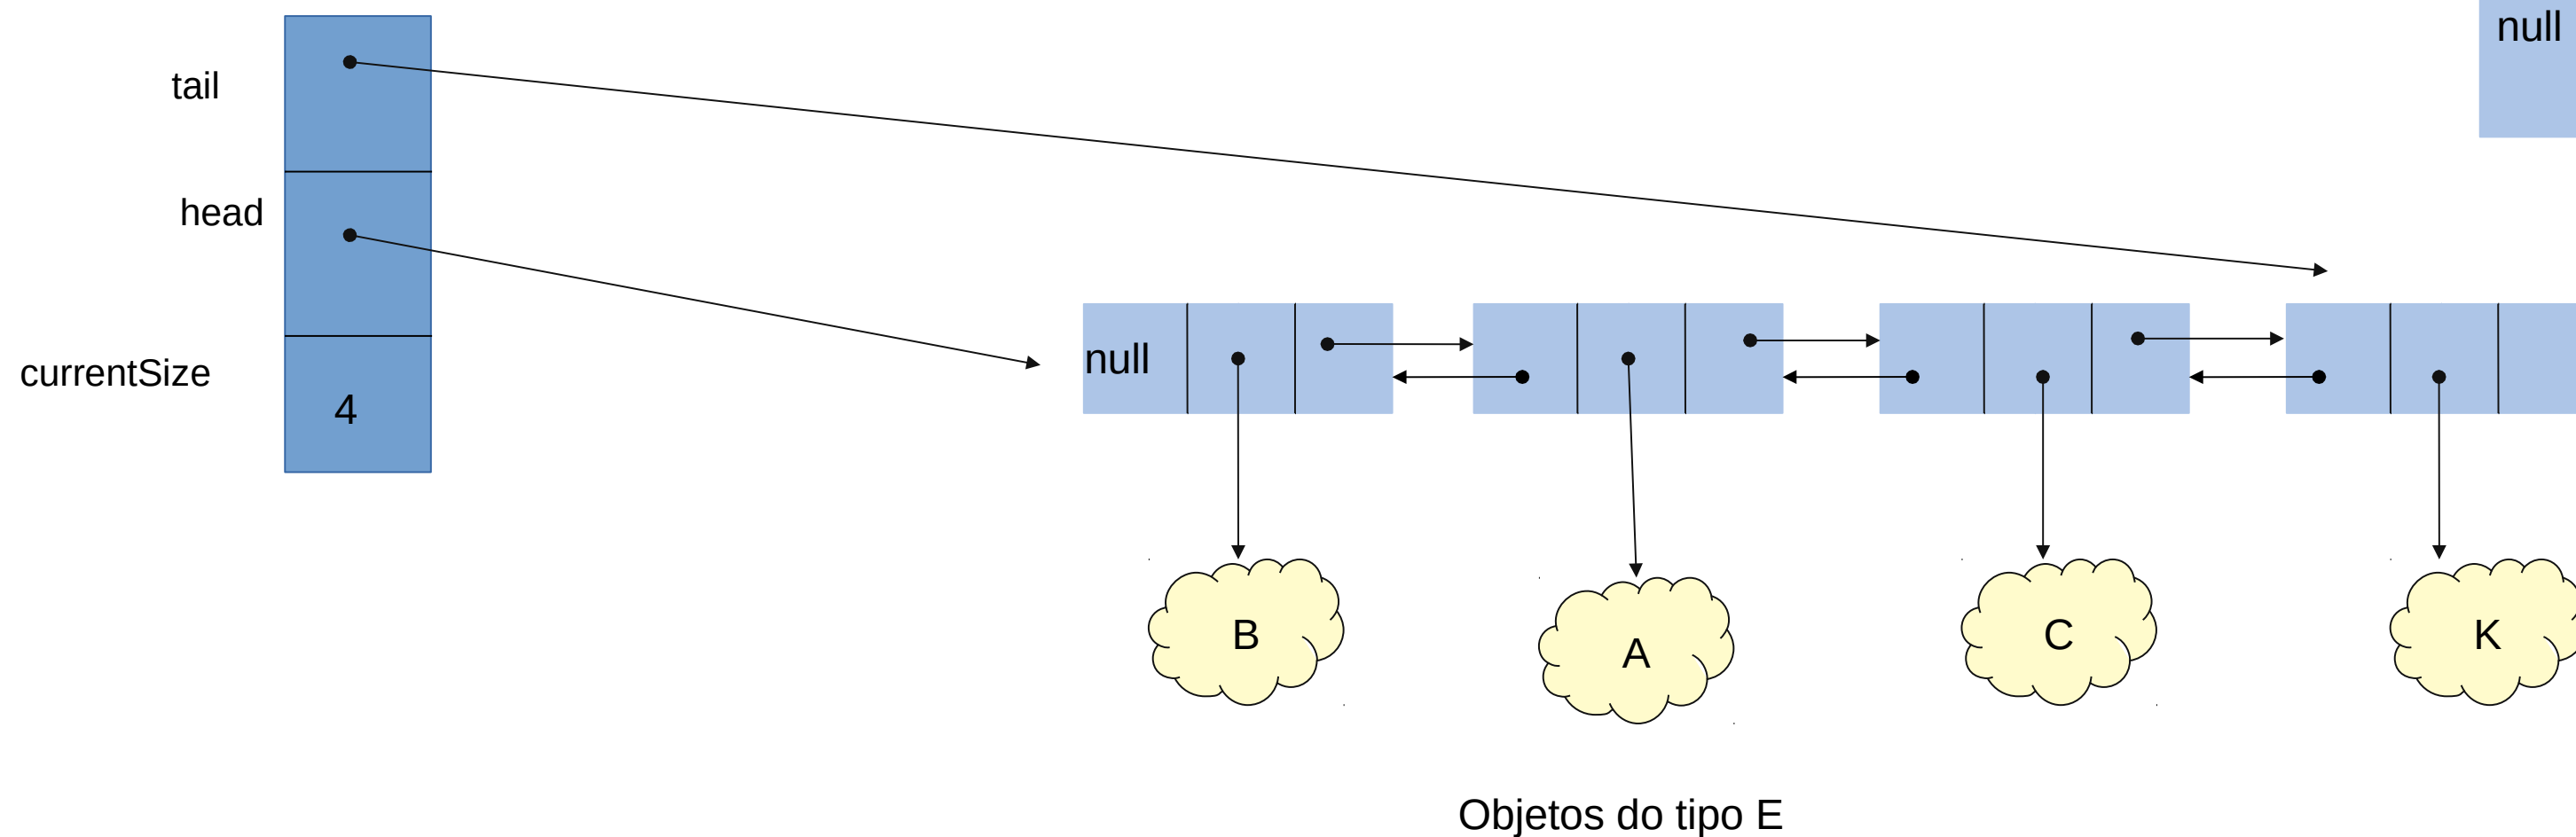 null
tail
head
null
currentSize
4
B
A
C
K
Objetos do tipo E